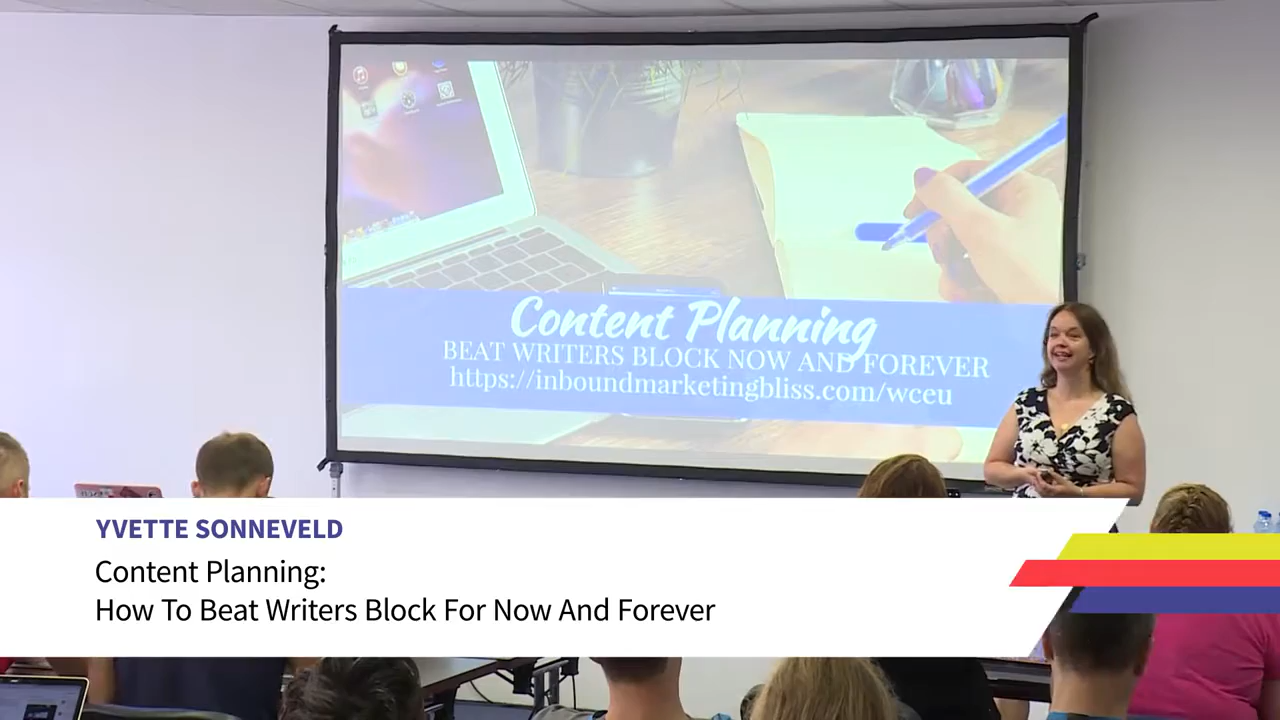 Content Planning
BEAT WRITERS BLOCK NOW AND FOREVER
https://inboundmarketingbliss.com/wceu
YVETTE SONNEVELD
Content Planning:
How To Beat Writers Block For Now And Forever